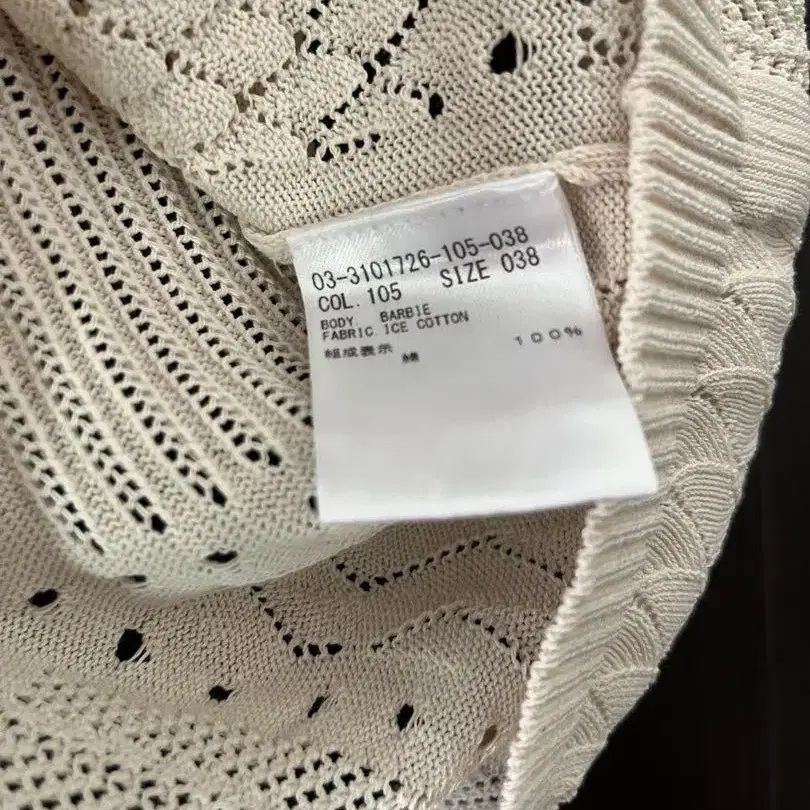 03-3101726-105-038
COL. 105 SIZE 038
BODY. BARBIE
FABRIC.ICE COTTON
組成表示 綿 100%